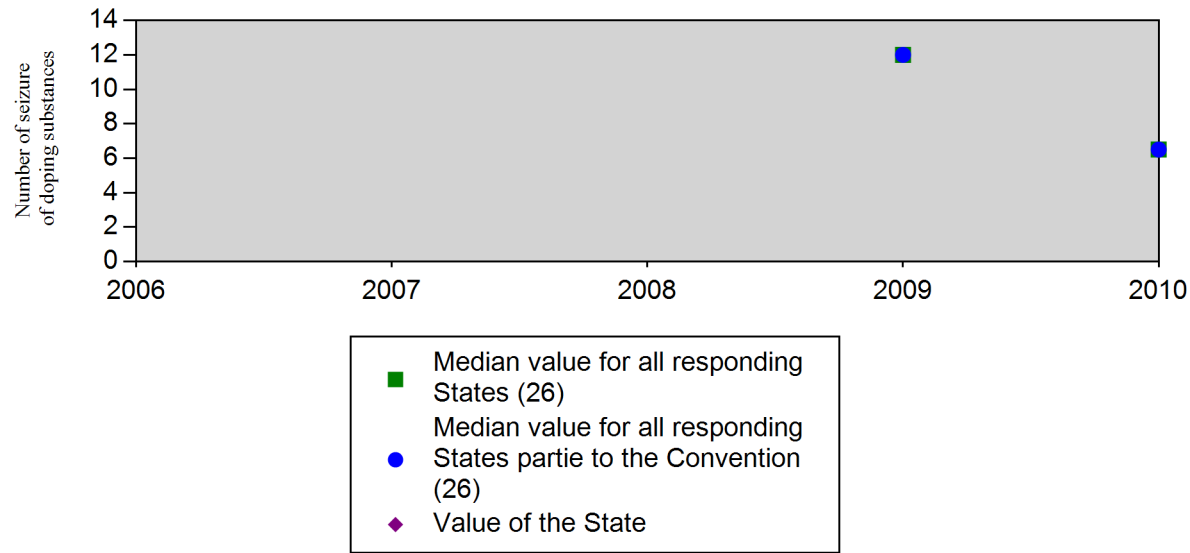 Number of seizure
of doping substances
14
12
10
8
6
4
2
0
2006 2007 2008 2009 2010
Median value for all responding
States (26)
Median value for all responding
States partie to the Convention
(26)
Value of the State